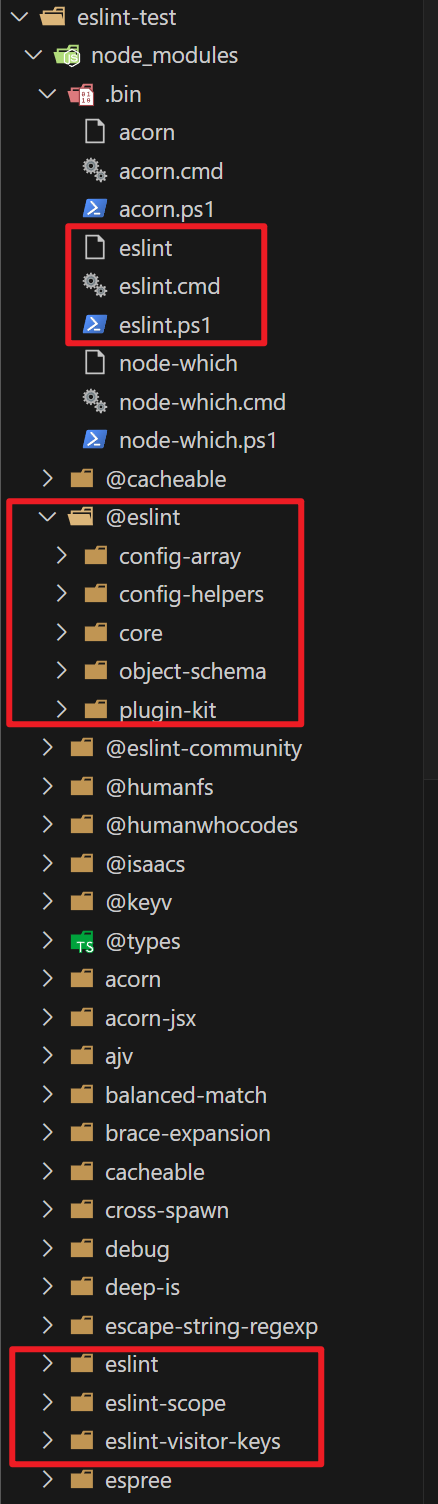 eslint-test
node_modules
.bin
acorn
acorn.cmd
acorn.ps1
eslint
eslint.cmd
eslint.ps1
node-which
node-which.cmd
node-which.ps1
@cacheable
@eslint
config-array
config-helpers
core
object-schema
plugin-kit
@eslint-community
@humanfs
@humanwhocodes
@isaacs
@keyv
TS @types
acorn
acorn-jsx
ajv
balanced-match
brace-expansion
cacheable
cross-spawn
debug
deep-is
escape-string-regexp
eslint
eslint-scope
eslint-visitor-keys
espree